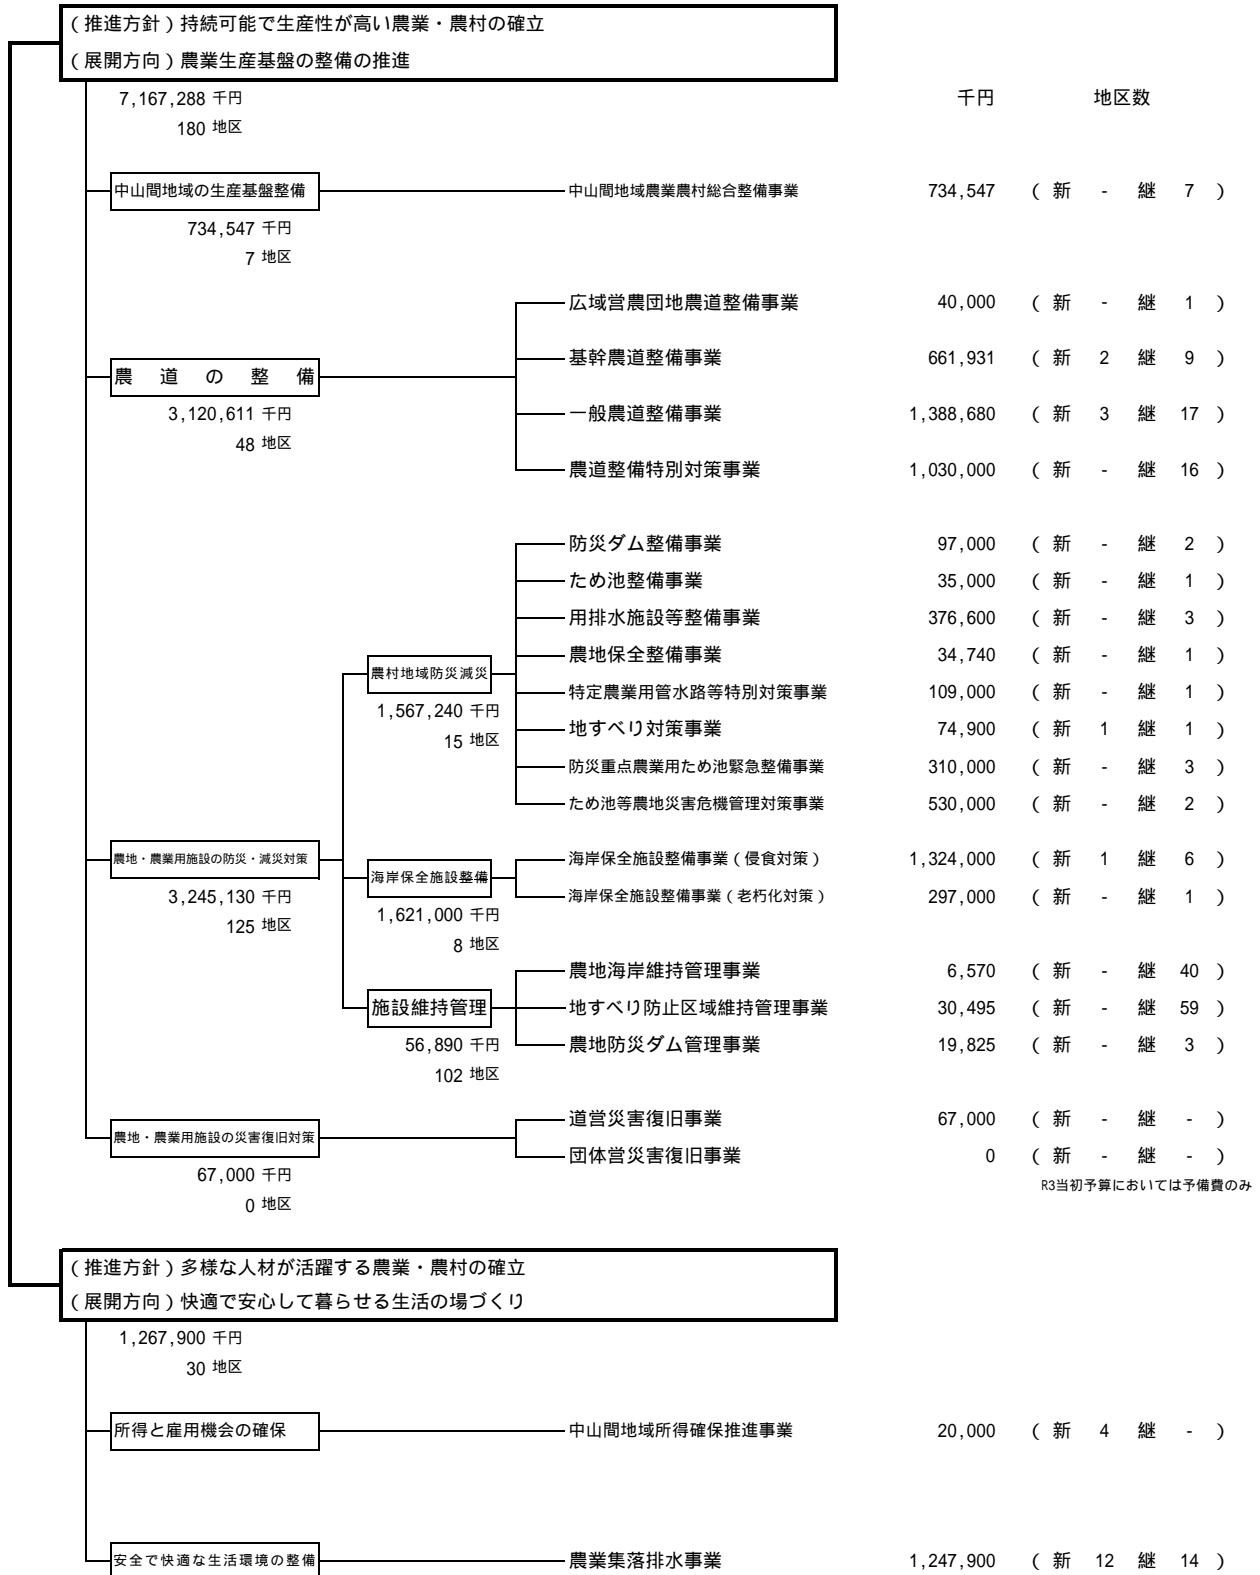 （推進方針）持続可能で生産性が高い農業・農村の確立
（展開方向）農業生産基盤の整備の推進
7,167,288 千円 千円 地区数
180 地区
中山間地域の生産基盤整備 中山間地域農業農村総合整備事業 734,547 （ 新 - 継 7 ）
734,547 千円
7 地区
広域営農団地農道整備事業 40,000 （ 新 - 継 1 ）
基幹農道整備事業 661,931 （ 新 2 継 9 ）
農道の整備
3,120,611 千円 一般農道整備事業 1,388,680 （ 新 3 継 17 ）
48 地区
農道整備特別対策事業 1,030,000 （ 新 - 継 16 ）
防災ダム整備事業 97,000 （ 新 - 継 2 ）
ため池整備事業 35,000 （ 新 - 継 1 ）
用排水施設等整備事業 376,600 （ 新 - 継 3 ）
農地保全整備事業 34,740 （ 新 - 継 1 ）
農村地域防災減災
特定農業用管水路等特別対策事業 109,000 （ 新 - 継 1 ）
1,567,240 千円
地すべり対策事業 74,900 （ 新 1 継 1 ）
15 地区
防災重点農業用ため池緊急整備事業 310,000 （ 新 - 継 3 ）
ため池等農地災害危機管理対策事業 530,000 （ 新 - 継 2 ）
農地・農業用施設の防災・減災対策 海岸保全施設整備事業（侵食対策） 1,324,000 （ 新 1 継 6 ）
海岸保全施設整備
3,245,130 千円 海岸保全施設整備事業（老朽化対策） 297,000 （ 新 - 継 1 ）
1,621,000 千円
125 地区
8 地区
農地海岸維持管理事業 6,570 （ 新 - 継 40 ）
施設維持管理 地すべり防止区域維持管理事業 30,495 （ 新 - 継 59 ）
56,890 千円 農地防災ダム管理事業 19,825 （ 新 - 継 3 ）
102 地区
道営災害復旧事業 67,000 （ 新 - 継 - ）
農地・農業用施設の災害復旧対策
団体営災害復旧事業 0 （ 新 - 継 - ）
67,000 千円
R3当初予算においては予備費のみ
0 地区
（推進方針）多様な人材が活躍する農業・農村の確立
（展開方向）快適で安心して暮らせる生活の場づくり
1,267,900 千円
30 地区
所得と雇用機会の確保 中山間地域所得確保推進事業 20,000 （ 新 4 継 - ）
安全で快適な生活環境の整備 農業集落排水事業 1,247,900 （ 新 12 継 14 ）